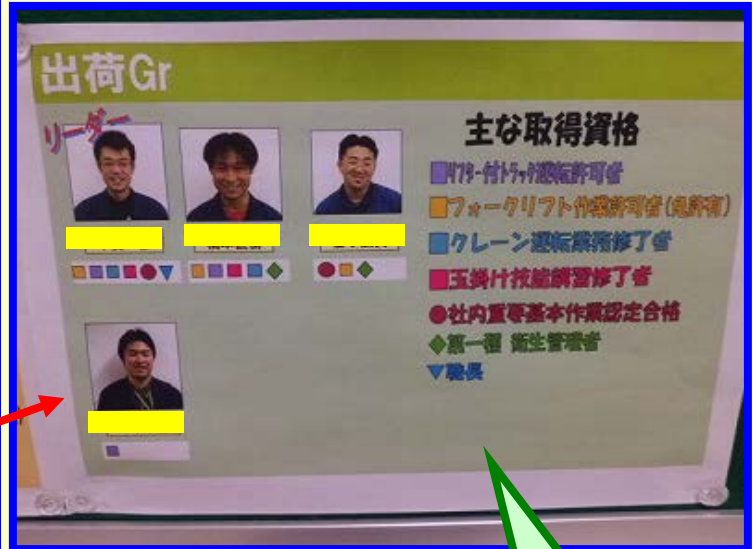 出荷Gr
リーダー
主な取得資格
■リフター付トラック運転許可者
■フォークリフト作業許可者(免許有)
■クレーン運転業務修了者
■玉掛け技能講習修了者
●社内重要基本作業認定合格
◆第一種 衛生管理者
▼職長